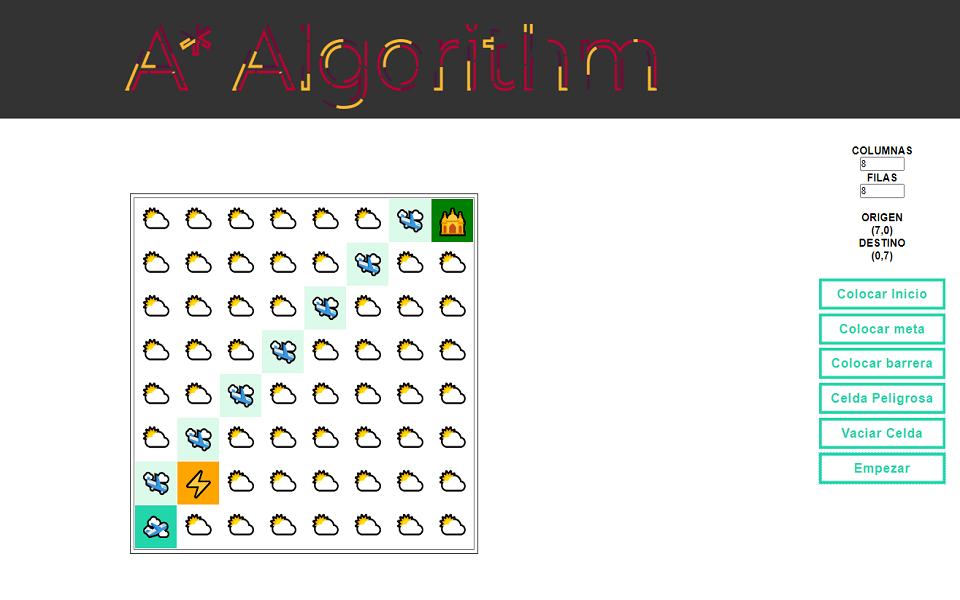 A* Algorithm
COLUMNAS
8
FILAS
8
ORIGEN
(7,0)
DESTINO
(0,7)
Colocar Inicio
Colocar meta
Colocar barrera
Celda Peligrosa
Vaciar Celda
Empezar